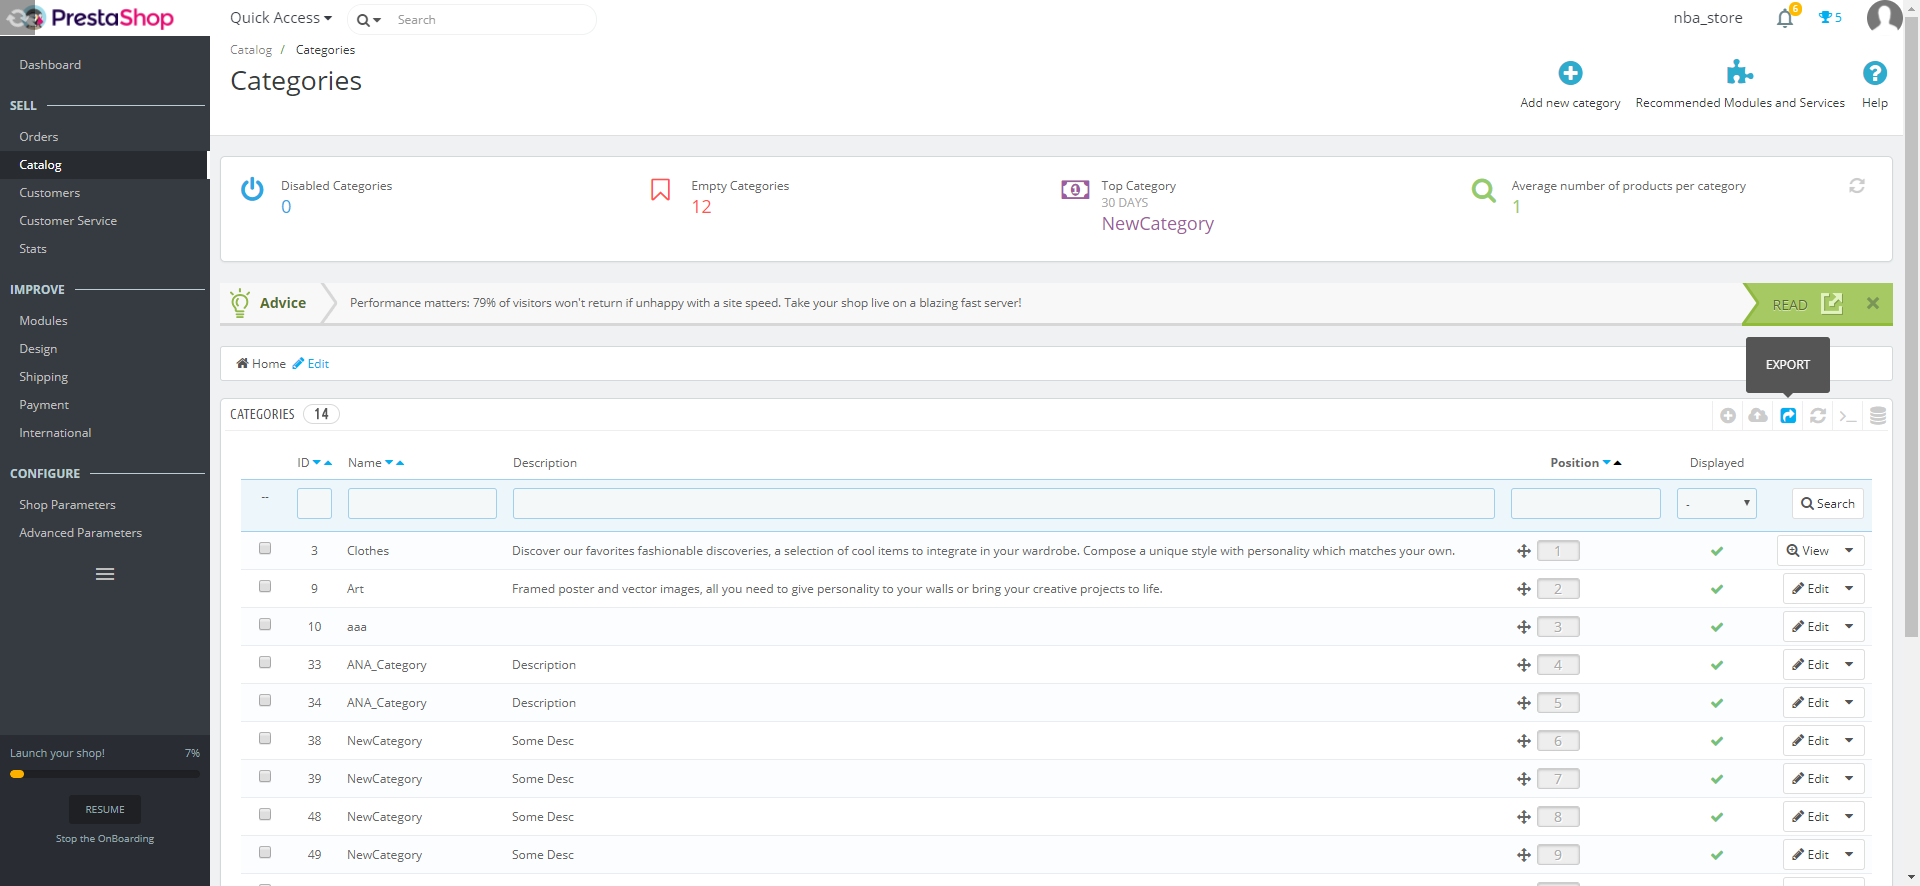 PrestaShop
Quick Access
Search
nba_store
6
5
Catalog / Categories
Categories
Add new category
Recommended Modules and Services
Help
Dashboard
SELL
Orders
Catalog
Customers
Customer Service
Stats
IMPROVE
Modules
Design
Shipping
Payment
International
CONFIGURE
Shop Parameters
Advanced Parameters
Launch your shop! 7%
RESUME
Stop the OnBoarding
Disabled Categories
0
Empty Categories
12
1
Top Category
30 DAYS
NewCategory
Average number of products per category
1
Advice
Performance matters: 79% of visitors won't return if unhappy with a site speed. Take your shop live on a blazing fast server!
READ
Home Edit
EXPORT
CATEGORIES 14
ID Name Description Position Displayed
-- - Search
3 Clothes Discover our favorites fashionable discoveries, a selection of cool items to integrate in your wardrobe. Compose a unique style with personality which matches your own. 1 View
9 Art Framed poster and vector images, all you need to give personality to your walls or bring your creative projects to life. 2 Edit
10 aaa 3 Edit
33 ANA_Category Description 4 Edit
34 ANA_Category Description 5 Edit
38 NewCategory Some Desc 6 Edit
39 NewCategory Some Desc 7 Edit
48 NewCategory Some Desc 8 Edit
49 NewCategory Some Desc 9 Edit